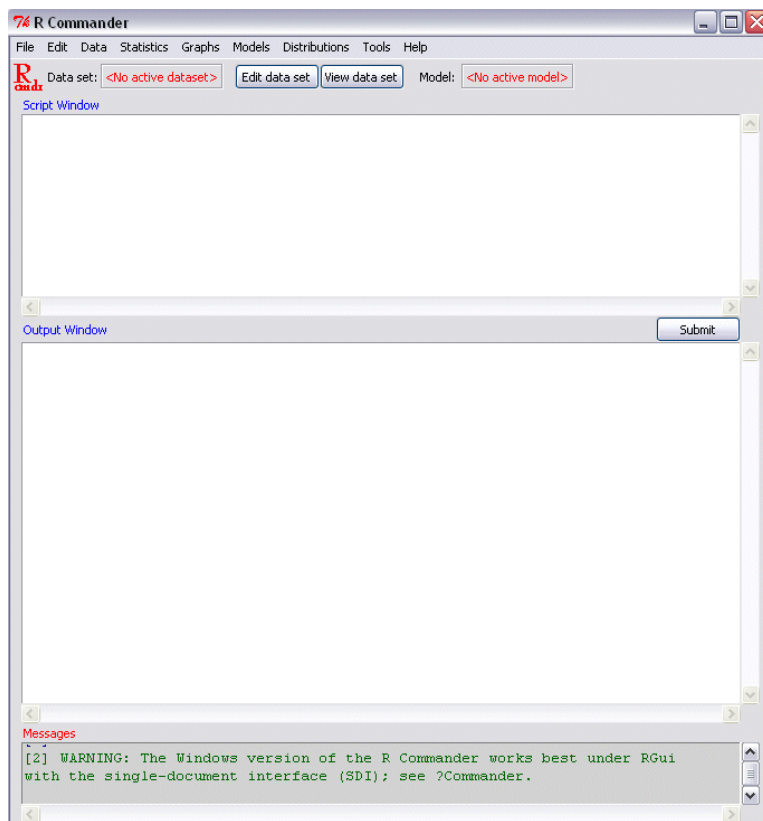 R Commander
File Edit Data Statistics Graphs Models Distributions Tools Help
R Data set: <No active dataset> Edit data set View data set Model: <No active model>
cmdr
Script Window
Output Window Submit
Messages
[2] WARNING: The Windows version of the R Commander works best under RGui
with the single-document interface (SDI); see ?Commander.